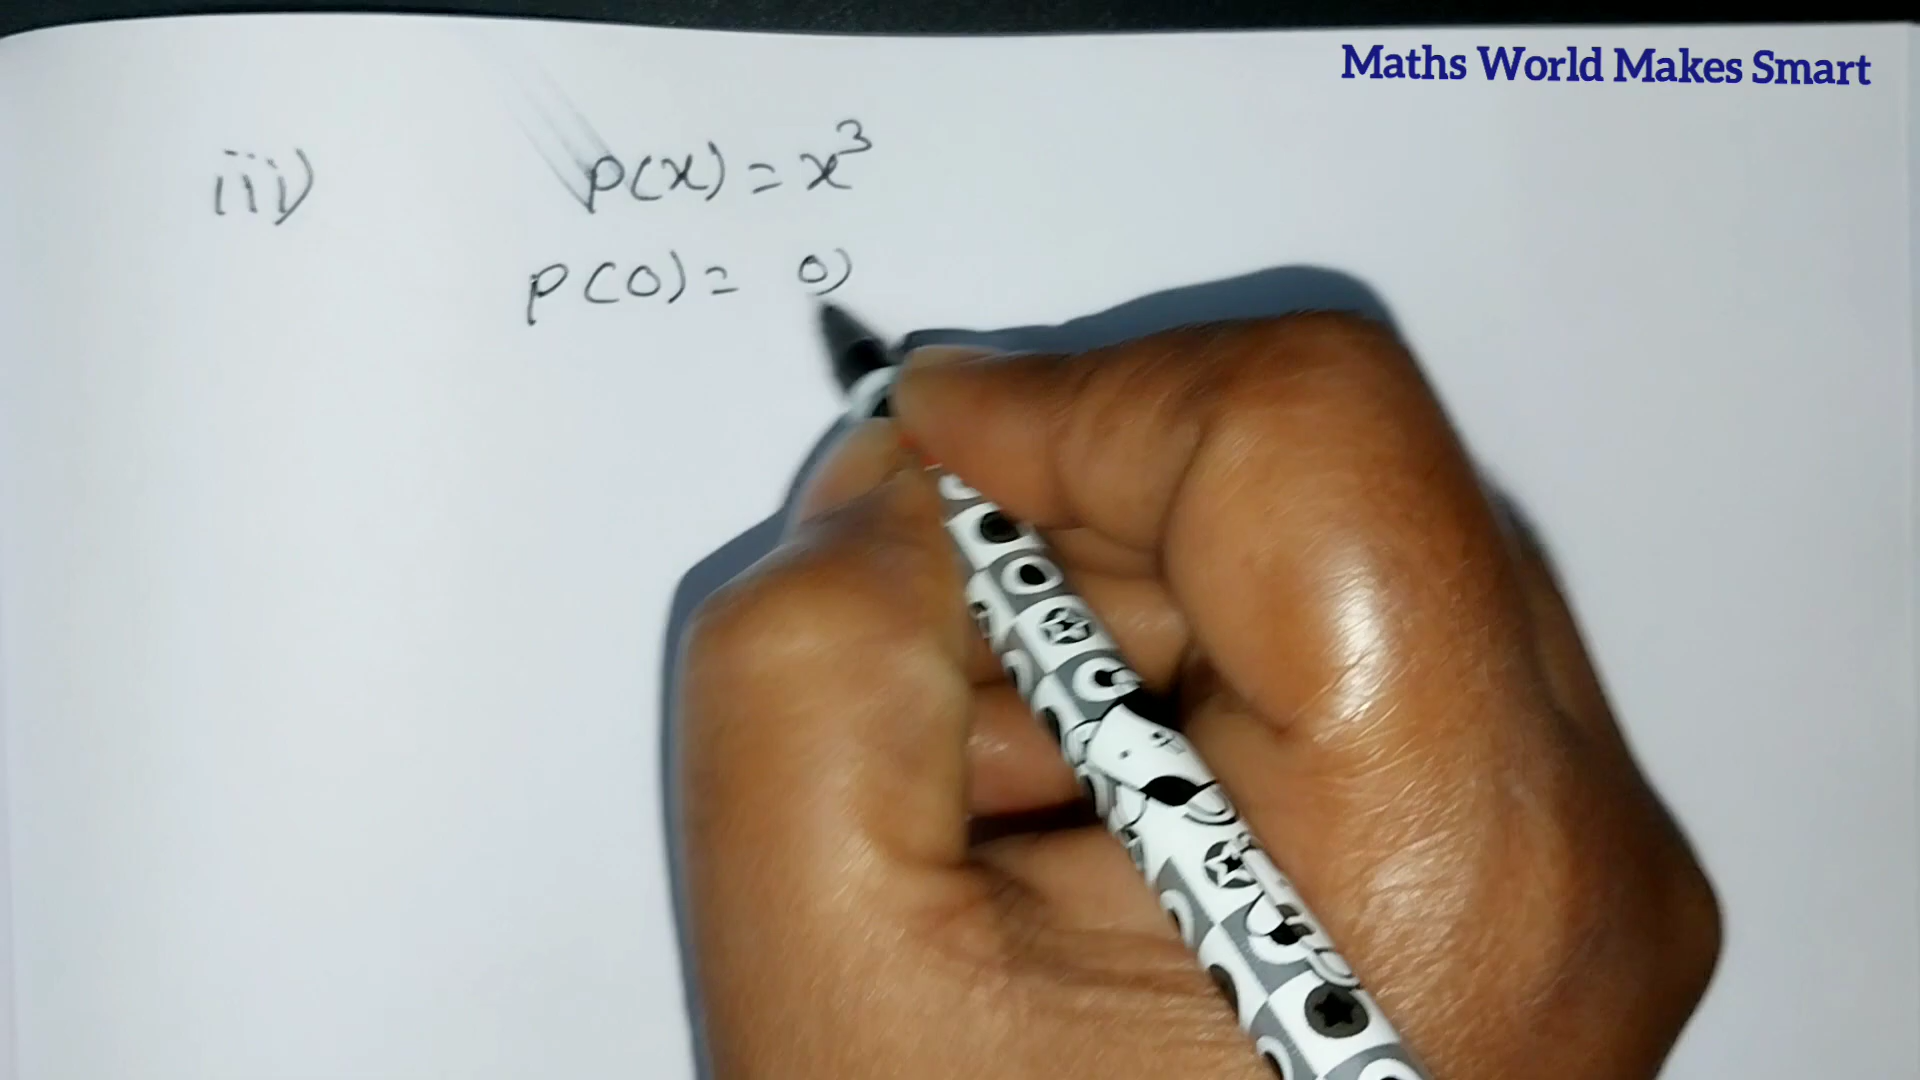 Maths World Makes Smart
iii) p(x) = x³
p(0) = 0)